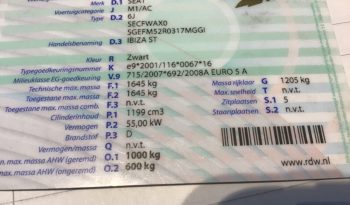 Merk D.1 SEAT
Voertuigcategorie J M1/AC
Type D.2 6J
SECFWAX0
5GEFM52R0317MGGI
Handelsbenaming D.3 IBIZA ST
Kleur R Zwart
Typegoedkeuringsnummer K e9*2001/116*0067*16
Milieuklasse EG-goedkeuring V.9 715/2007*692/2008A EURO 5 A
Technische max. massa F.1 1645 kg Massa rijklaar G 1205 kg
Toegestane max. massa F.2 1645 kg Max.snelheid T n.v.t.
Toegestane max. massa comb. F.3 n.v.t. Zitplaatsen S.1 5
Cilinderinhoud P.1 1199 cm3 Staanplaatsen S.2 n.v.t.
Vermogen P.2 55,00 kW
Brandstof P.3 D
Vermogen/massa Q n.v.t.
max. massa AHW (geremd) O.1 1000 kg
max. massa AHW (ongeremd) O.2 600 kg
www.rdw.nl